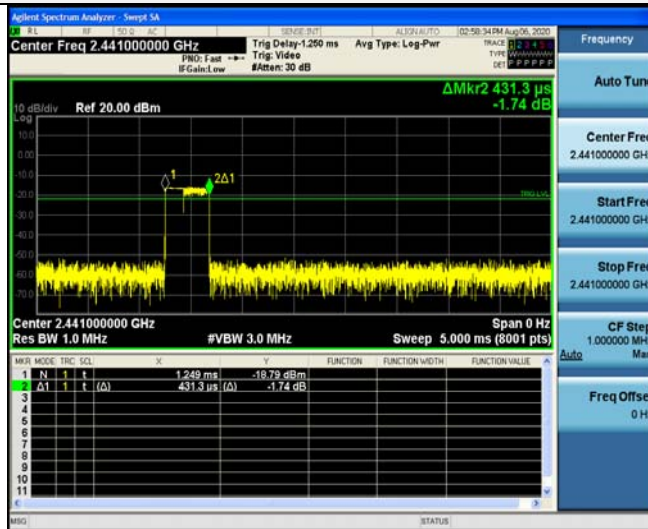 Agilent Spectrum Analyzer - Swept SA
RL RF 50 Ω AC SENSE:INT ALIGN AUTO 02:58:34 PM Aug 06, 2020
Center Freq 2.441000000 GHz
PNO: Fast
IFGain:Low
Trig Delay-1.250 ms
Trig: Video
#Atten: 30 dB
Avg Type: Log-Pwr
TRACE 1 2 3 4 5 6
TYPE
DET P P P P P P
ΔMkr2 431.3 µs
-1.74 dB
10 dB/div Ref 20.00 dBm
Log
10.0
0.00
-10.0
1
2Δ1
-20.0
TRIG LVL
-30.0
-40.0
-50.0
-60.0
-70.0
Center 2.441000000 GHz Span 0 Hz
Res BW 1.0 MHz #VBW 3.0 MHz Sweep 5.000 ms (8001 pts)
MKR MODE TRC SCL X Y FUNCTION FUNCTION WIDTH FUNCTION VALUE
1 N 1 t 1.249 ms -18.79 dBm
2 Δ1 1 t (Δ) 431.3 µs (Δ) -1.74 dB
3
4
5
6
7
8
9
10
11
MSG STATUS
Frequency
Auto Tun
Center Fre
2.441000000 GH
Start Fre
2.441000000 GH
Stop Fre
2.441000000 GH
CF Step
1.000000 MH
Auto Ma
Freq Offse
0 H